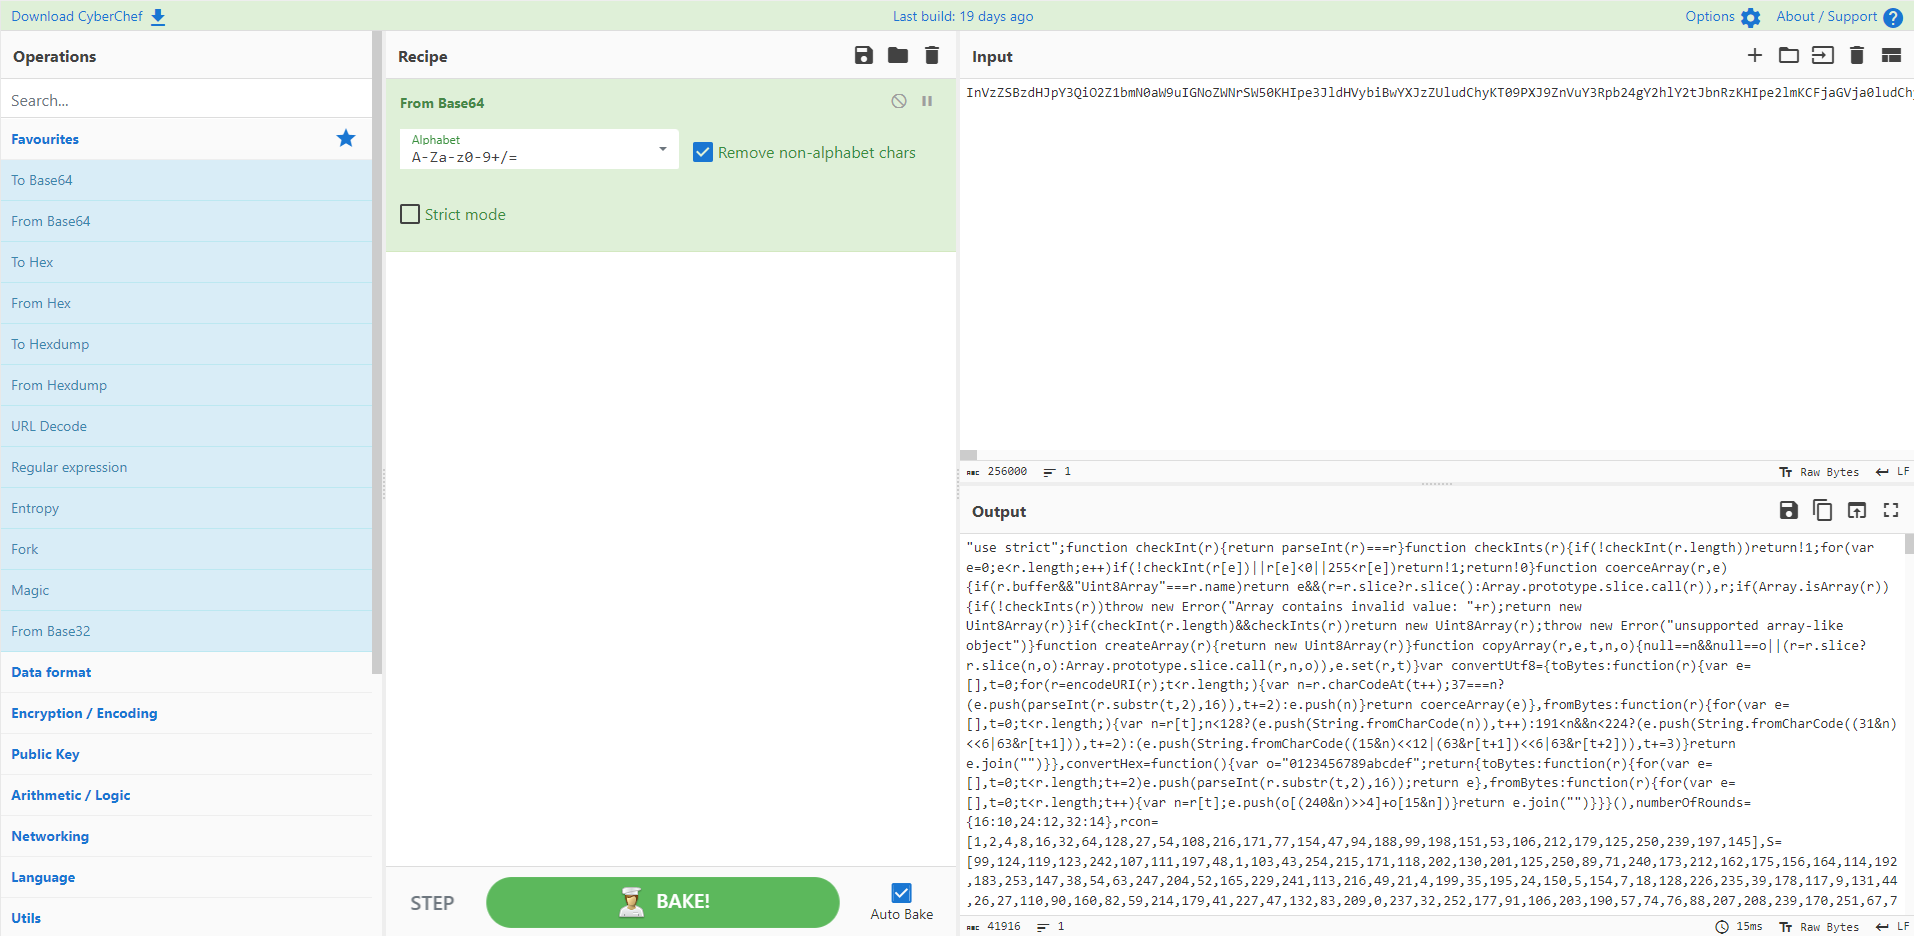 Download CyberChef
Last build: 19 days ago
Options
About / Support
Operations
Search...
Favourites
To Base64
From Base64
To Hex
From Hex
To Hexdump
From Hexdump
URL Decode
Regular expression
Entropy
Fork
Magic
From Base32
Data format
Encryption / Encoding
Public Key
Arithmetic / Logic
Networking
Language
Utils
Recipe
From Base64
Alphabet
A-Za-z0-9+/=
Remove non-alphabet chars
Strict mode
STEP
BAKE!
Auto Bake
Input
InVzZSBzdHJpY3QiO2Z1bmN0aW9uIGNoZWNrSW50KHIpe3JldHVybiBwYXJzZUludChyKT09PXJ9ZnVuY3Rpb24gY2hlY2tJbnRzKHIpe2lmKCFjaGVja0ludCh
ABC 256000
1
Tт Raw Bytes
LF
Output
"use strict";function checkInt(r){return parseInt(r)===r}function checkInts(r){if(!checkInt(r.length))return!1;for(var
e=0;e<r.length;e++)if(!checkInt(r[e])||r[e]<0||255<r[e])return!1;return!0}function coerceArray(r,e)
{if(r.buffer&&"Uint8Array"===r.name)return e&&(r=r.slice?r.slice():Array.prototype.slice.call(r)),r;if(Array.isArray(r))
{if(!checkInts(r))throw new Error("Array contains invalid value: "+r);return new
Uint8Array(r)}if(checkInt(r.length)&&checkInts(r))return new Uint8Array(r);throw new Error("unsupported array-like
object")}function createArray(r){return new Uint8Array(r)}function copyArray(r,e,t,n,o){null==n&&null==o||(r=r.slice?
r.slice(n,o):Array.prototype.slice.call(r,n,o)),e.set(r,t)}var convertUtf8={toBytes:function(r){var e=
[],t=0;for(r=encodeURI(r);t<r.length;){var n=r.charCodeAt(t++);37===n?
(e.push(parseInt(r.substr(t,2),16)),t+=2):e.push(n)}return coerceArray(e)},fromBytes:function(r){for(var e=
[],t=0;t<r.length;){var n=r[t];n<128?(e.push(String.fromCharCode(n)),t++):191<n&&n<224?(e.push(String.fromCharCode((31&n)
<<6|63&r[t+1])),t+=2):(e.push(String.fromCharCode((15&n)<<12|(63&r[t+1])<<6|63&r[t+2])),t+=3)}return
e.join("")}},convertHex=function(){var o="0123456789abcdef";return{toBytes:function(r){for(var e=
[],t=0;t<r.length;t+=2)e.push(parseInt(r.substr(t,2),16));return e},fromBytes:function(r){for(var e=
[],t=0;t<r.length;t++){var n=r[t];e.push(o[(240&n)>>4]+o[15&n])}return e.join("")}}}(),numberOfRounds=
{16:10,24:12,32:14},rcon=
[1,2,4,8,16,32,64,128,27,54,108,216,171,77,154,47,94,188,99,198,151,53,106,212,179,125,250,239,197,145],S=
[99,124,119,123,242,107,111,197,48,1,103,43,254,215,171,118,202,130,201,125,250,89,71,240,173,212,162,175,156,164,114,192
,183,253,147,38,54,63,247,204,52,165,229,241,113,216,49,21,4,199,35,195,24,150,5,154,7,18,128,226,235,39,178,117,9,131,44
,26,27,110,90,160,82,59,214,179,41,227,47,132,83,209,0,237,32,252,177,91,106,203,190,57,74,76,88,207,208,239,170,251,67,7
ABC 41916
1
15ms
Tт Raw Bytes
LF